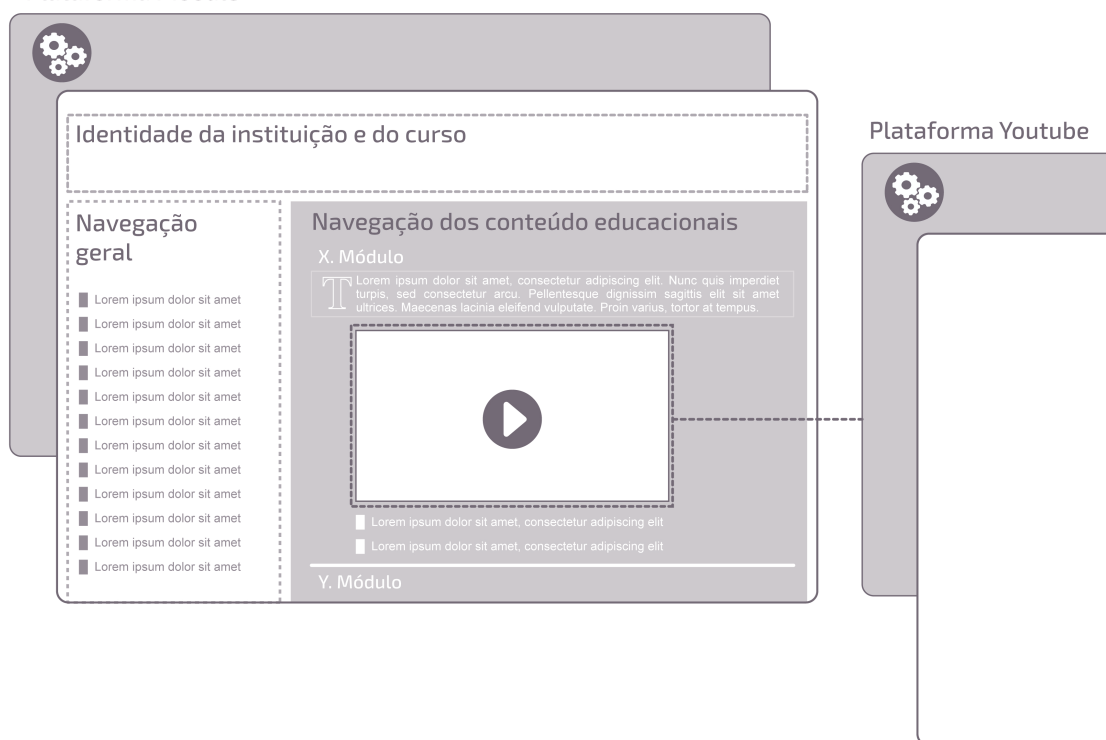 Identidade da instituição e do curso
Plataforma Youtube
Navegação
geral
Lorem ipsum dolor sit amet
Lorem ipsum dolor sit amet
Lorem ipsum dolor sit amet
Lorem ipsum dolor sit amet
Lorem ipsum dolor sit amet
Lorem ipsum dolor sit amet
Lorem ipsum dolor sit amet
Lorem ipsum dolor sit amet
Lorem ipsum dolor sit amet
Lorem ipsum dolor sit amet
Lorem ipsum dolor sit amet
Lorem ipsum dolor sit amet
Navegação dos conteúdo educacionais
X. Módulo
T Lorem ipsum dolor sit amet, consectetur adipiscing elit. Nunc quis imperdiet
turpis, sed consectetur arcu. Pellentesque dignissim sagittis elit sit amet
ultrices. Maecenas lacinia eleifend vulputate. Proin varius, tortor at tempus.
Lorem ipsum dolor sit amet, consectetur adipiscing elit
Lorem ipsum dolor sit amet, consectetur adipiscing elit
Y. Módulo